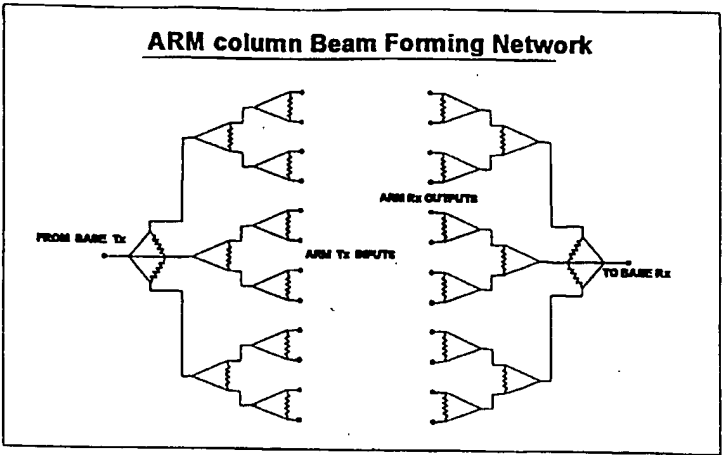 ARM column Beam Forming Network
ARM Rx OUTPUTS
FROM BASE Tx
ARM Tx INPUTS
TO BASE Rx